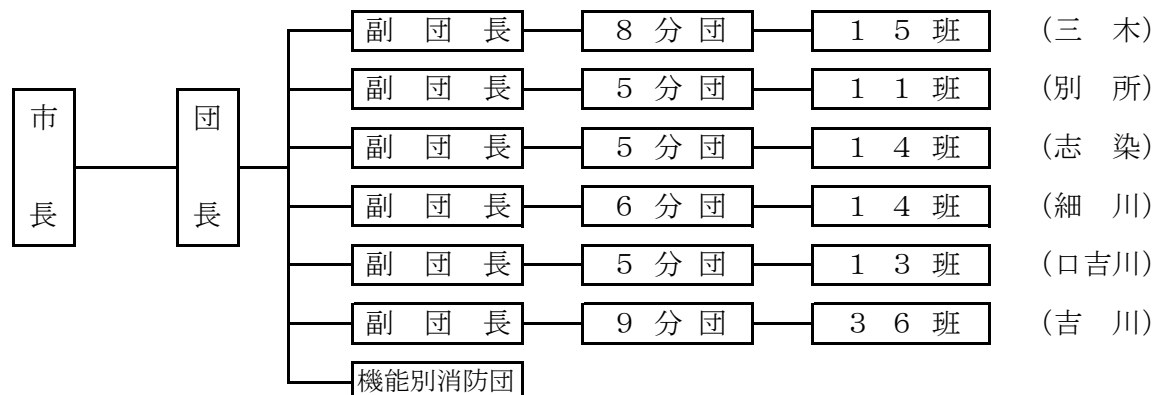 副 団 長 8 分 団 1 5 班 (三 木)
副 団 長 5 分 団 1 1 班 (別 所)
市長 団長
副 団 長 5 分 団 1 4 班 (志 染)
副 団 長 6 分 団 1 4 班 (細 川)
副 団 長 5 分 団 1 3 班 (口吉川)
副 団 長 9 分 団 3 6 班 (吉 川)
機能別消防団